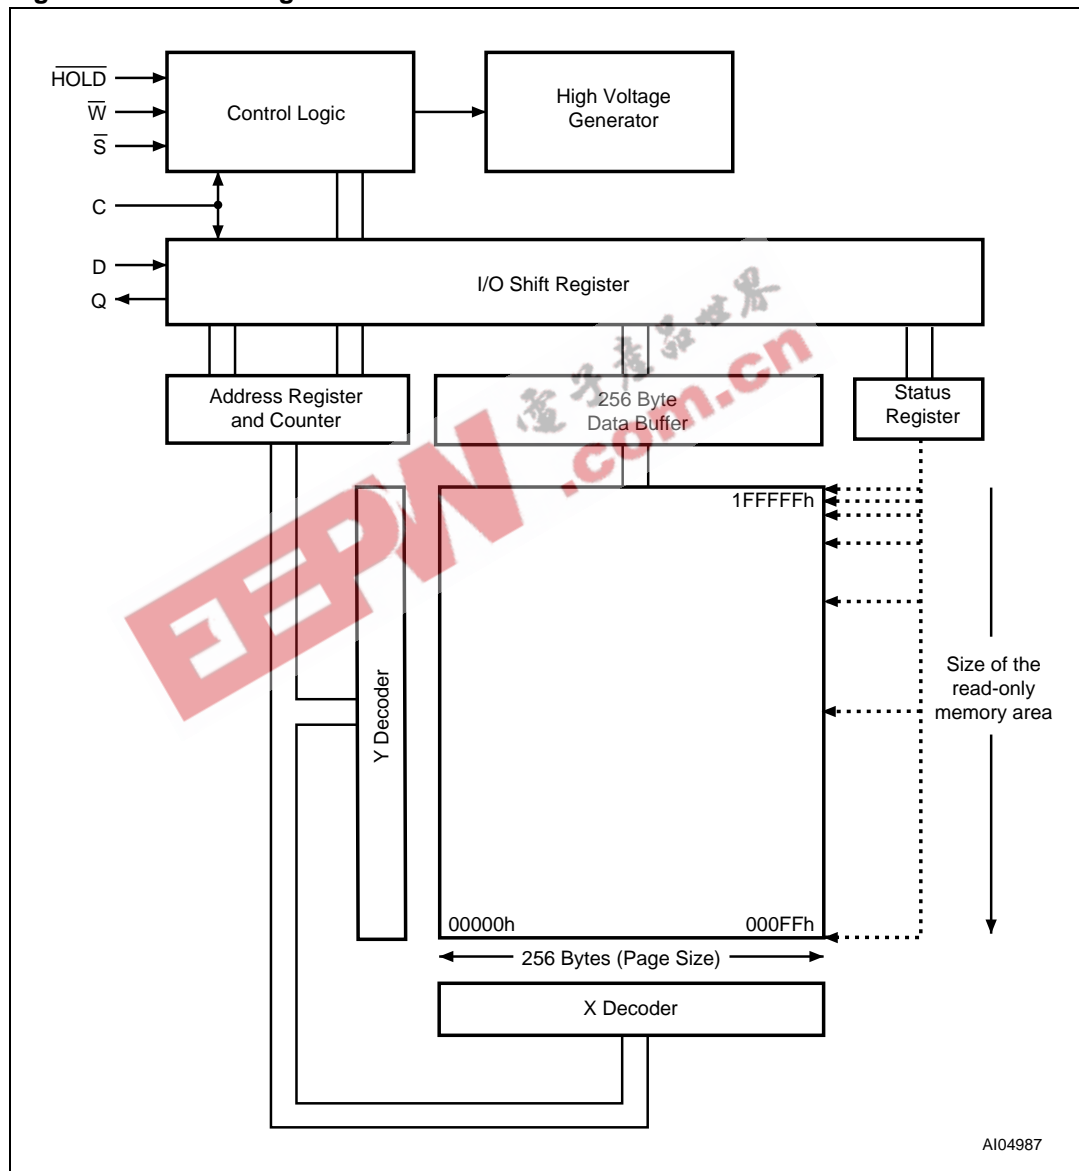 HOLD
W
S
C
D
Q
Control Logic
High Voltage
Generator
I/O Shift Register
Address Register
and Counter
256 Byte
Data Buffer
Status
Register
1FFFFFh
Y Decoder
Size of the
read-only
memory area
00000h
000FFh
256 Bytes (Page Size)
X Decoder
AI04987
EEPW
.com.cn
電子產品世界